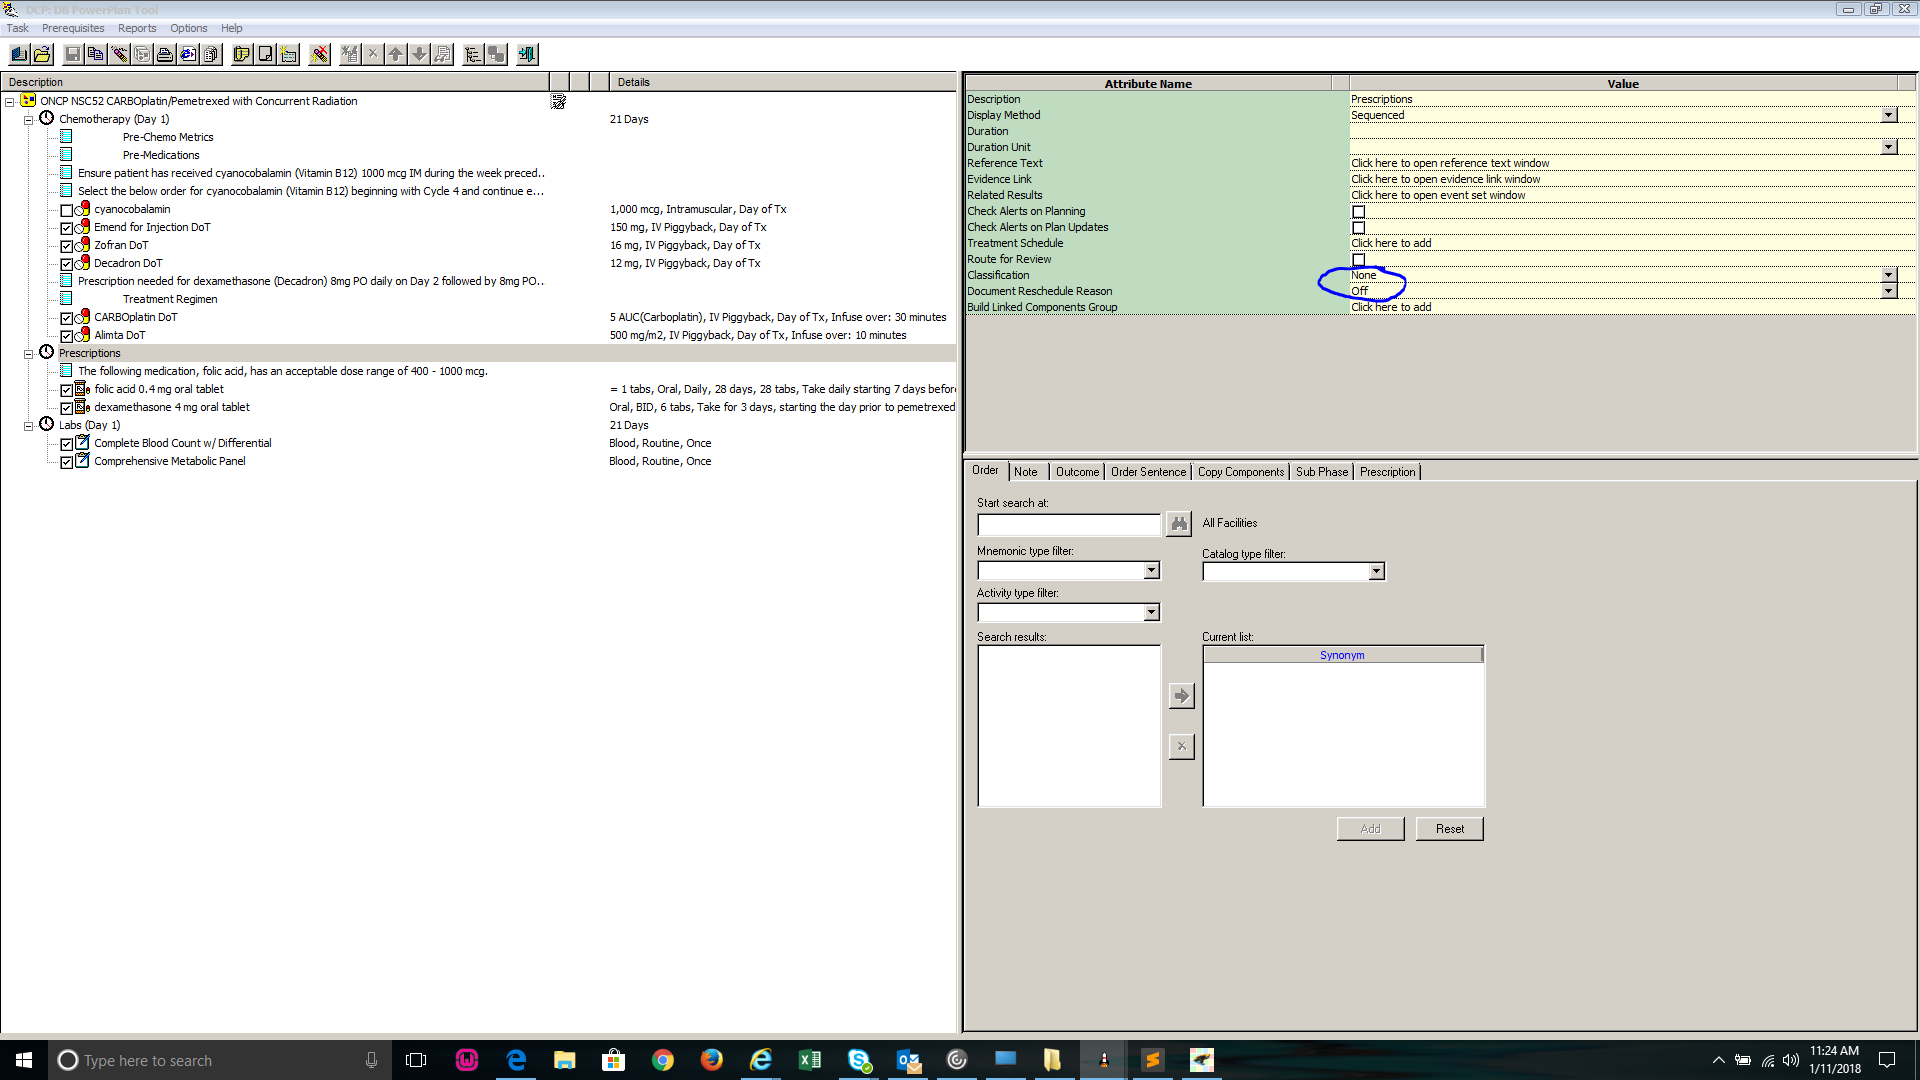 DCP: DB PowerPlan Tool
Task Prerequisites Reports Options Help
Description Details
ONCP NSC52 CARBOplatin/Pemetrexed with Concurrent Radiation
Chemotherapy (Day 1) 21 Days
Pre-Chemo Metrics
Pre-Medications
Ensure patient has received cyanocobalamin (Vitamin B12) 1000 mcg IM during the week preced..
Select the below order for cyanocobalamin (Vitamin B12) beginning with Cycle 4 and continue e...
cyanocobalamin 1,000 mcg, Intramuscular, Day of Tx
Emend for Injection DoT 150 mg, IV Piggyback, Day of Tx
Zofran DoT 16 mg, IV Piggyback, Day of Tx
Decadron DoT 12 mg, IV Piggyback, Day of Tx
Prescription needed for dexamethasone (Decadron) 8mg PO daily on Day 2 followed by 8mg PO...
Treatment Regimen
CARBOplatin DoT 5 AUC(Carboplatin), IV Piggyback, Day of Tx, Infuse over: 30 minutes
Alimta DoT 500 mg/m2, IV Piggyback, Day of Tx, Infuse over: 10 minutes
Prescriptions
The following medication, folic acid, has an acceptable dose range of 400 - 1000 mcg.
folic acid 0.4 mg oral tablet = 1 tabs, Oral, Daily, 28 days, 28 tabs, Take daily starting 7 days before
dexamethasone 4 mg oral tablet Oral, BID, 6 tabs, Take for 3 days, starting the day prior to pemetrexed
Labs (Day 1) 21 Days
Complete Blood Count w/ Differential Blood, Routine, Once
Comprehensive Metabolic Panel Blood, Routine, Once
Attribute Name Value
Description Prescriptions
Display Method Sequenced
Duration
Duration Unit
Reference Text Click here to open reference text window
Evidence Link Click here to open evidence link window
Related Results Click here to open event set window
Check Alerts on Planning
Check Alerts on Plan Updates
Treatment Schedule Click here to add
Route for Review
Classification None
Document Reschedule Reason Off
Build Linked Components Group Click here to add
Order Note Outcome Order Sentence Copy Components Sub Phase Prescription
Start search at:
All Facilities
Mnemonic type filter:
Catalog type filter:
Activity type filter:
Search results:
Current list:
Synonym
Add Reset
Type here to search
11:24 AM
1/11/2018